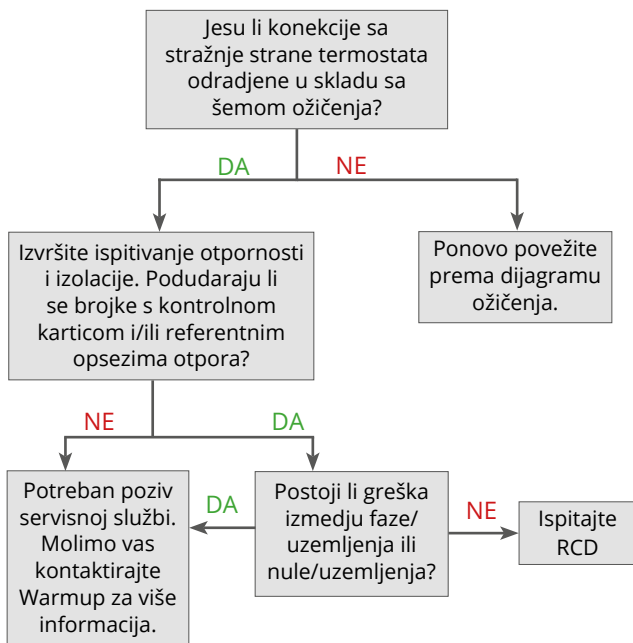 Jesu li konekcije sa
stražnje strane termostata
odradjene u skladu sa
šemom ožičenja?
DA
NE
Izvršite ispitivanje otpornosti
i izolacije. Podudaraju li
se brojke s kontrolnom
karticom i/ili referentnim
opsezima otpora?
Ponovo povežite
prema dijagramu
ožičenja.
NE
DA
Potreban poziv
servisnoj službi.
Molimo vas
kontaktirajte
Warmup za više
informacija.
DA
Postoji li greška
izmedju faze/
uzemljenja ili
nule/uzemljenja?
NE
Ispitajte
RCD